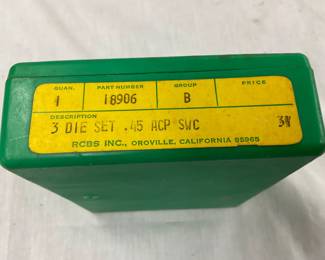 QUAN. PART NUMBER GROUP PRICE
1 18906 B
DESCRIPTION
3 DIE SET .45 ACP SWC
RCBS INC., OROVILLE, CALIFORNIA 95965